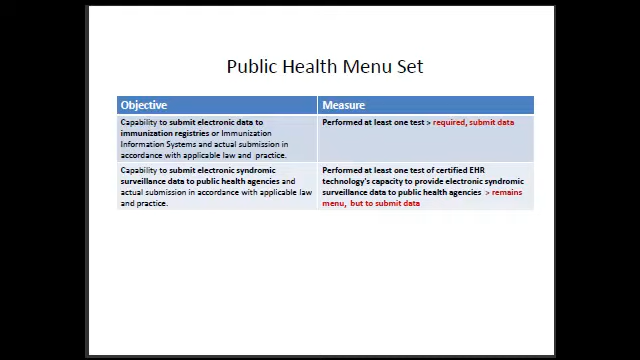 Public Health Menu Set
Objective
Measure
Capability to submit electronic data to
immunization registries or Immunization
Information Systems and actual submission in
accordance with applicable law and practice.
Performed at least one test > required, submit data
Capability to submit electronic syndromic
surveillance data to public health agencies and
actual submission in accordance with applicable law
and practice.
Performed at least one test of certified EHR
technology's capacity to provide electronic syndromic
surveillance data to public health agencies > remains
menu, but to submit data